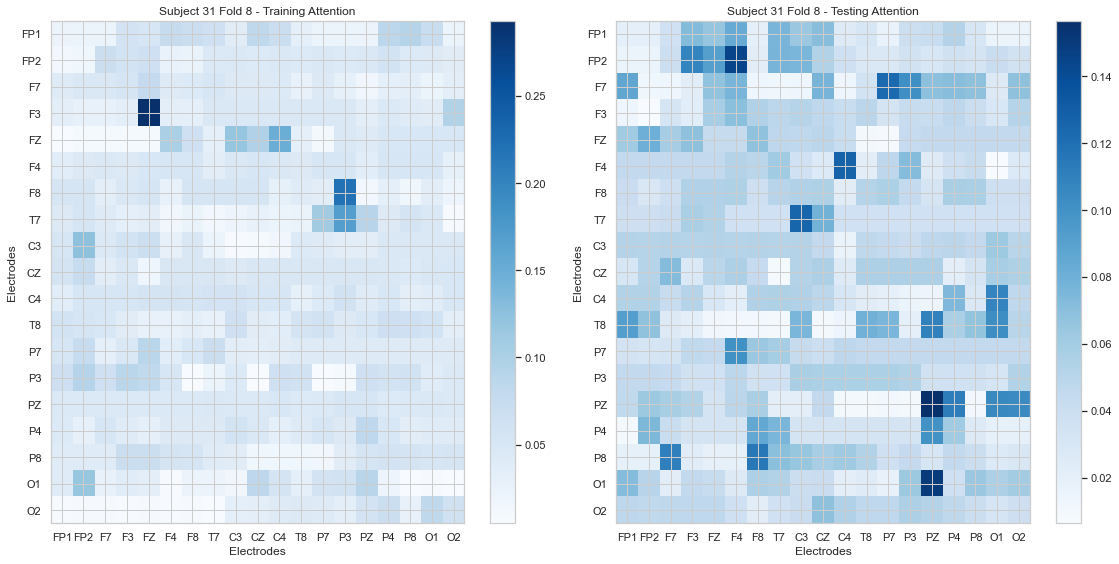 Subject 31 Fold 8 - Training Attention
Electrodes
FP1
FP2
F7
F3
FZ
F4
F8
T7
C3
CZ
C4
T8
P7
P3
PZ
P4
P8
O1
O2
FP1 FP2 F7 F3 FZ F4 F8 T7 C3 CZ C4 T8 P7 P3 PZ P4 P8 O1 O2
Electrodes
0.25
0.20
0.15
0.10
0.05
Subject 31 Fold 8 - Testing Attention
Electrodes
FP1
FP2
F7
F3
FZ
F4
F8
T7
C3
CZ
C4
T8
P7
P3
PZ
P4
P8
O1
O2
FP1 FP2 F7 F3 FZ F4 F8 T7 C3 CZ C4 T8 P7 P3 PZ P4 P8 O1 O2
Electrodes
0.14
0.12
0.10
0.08
0.06
0.04
0.02